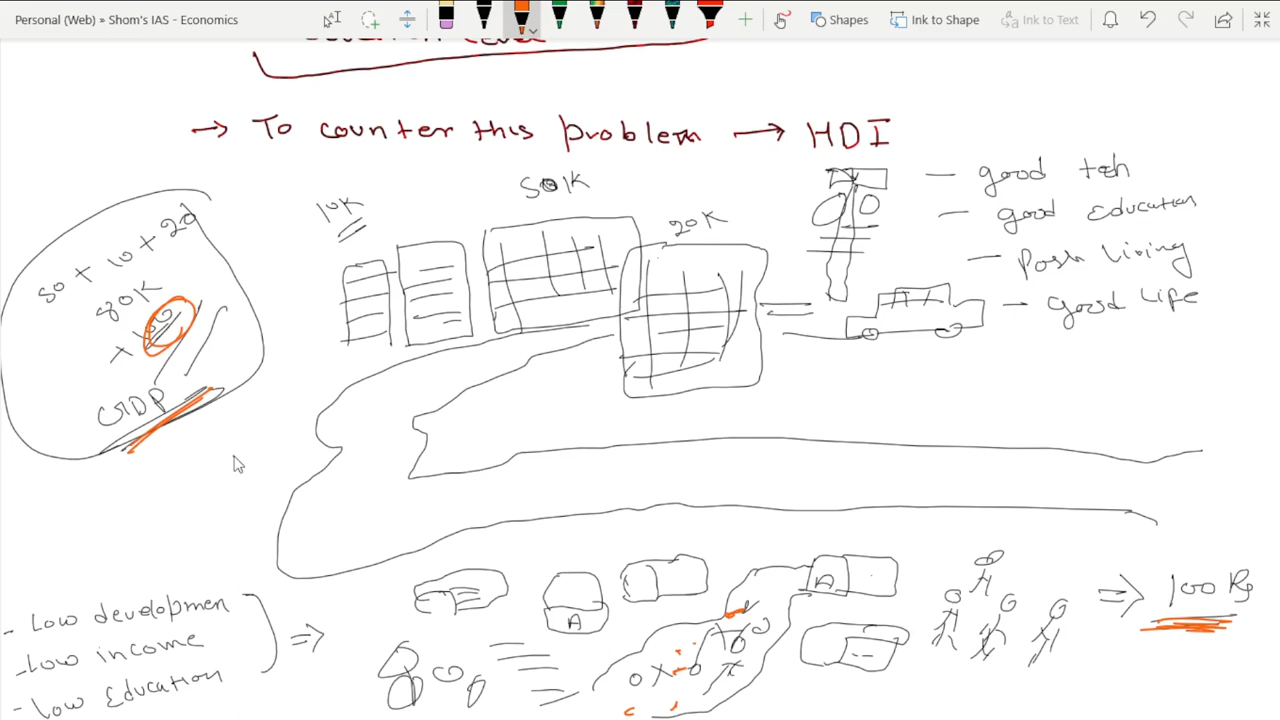 Personal (Web) » Shom's IAS - Economics
Shapes
Ink to Shape
Ink to Text
→ To counter this problem → HDI
10K
50K
20K
- good tech
- good Education
- Posh living
- Good Life
50 + 10 + 20
80K
GDP
A
A
- Low development
- Low income
- Low Education
⇒
⇒ 100 Rs